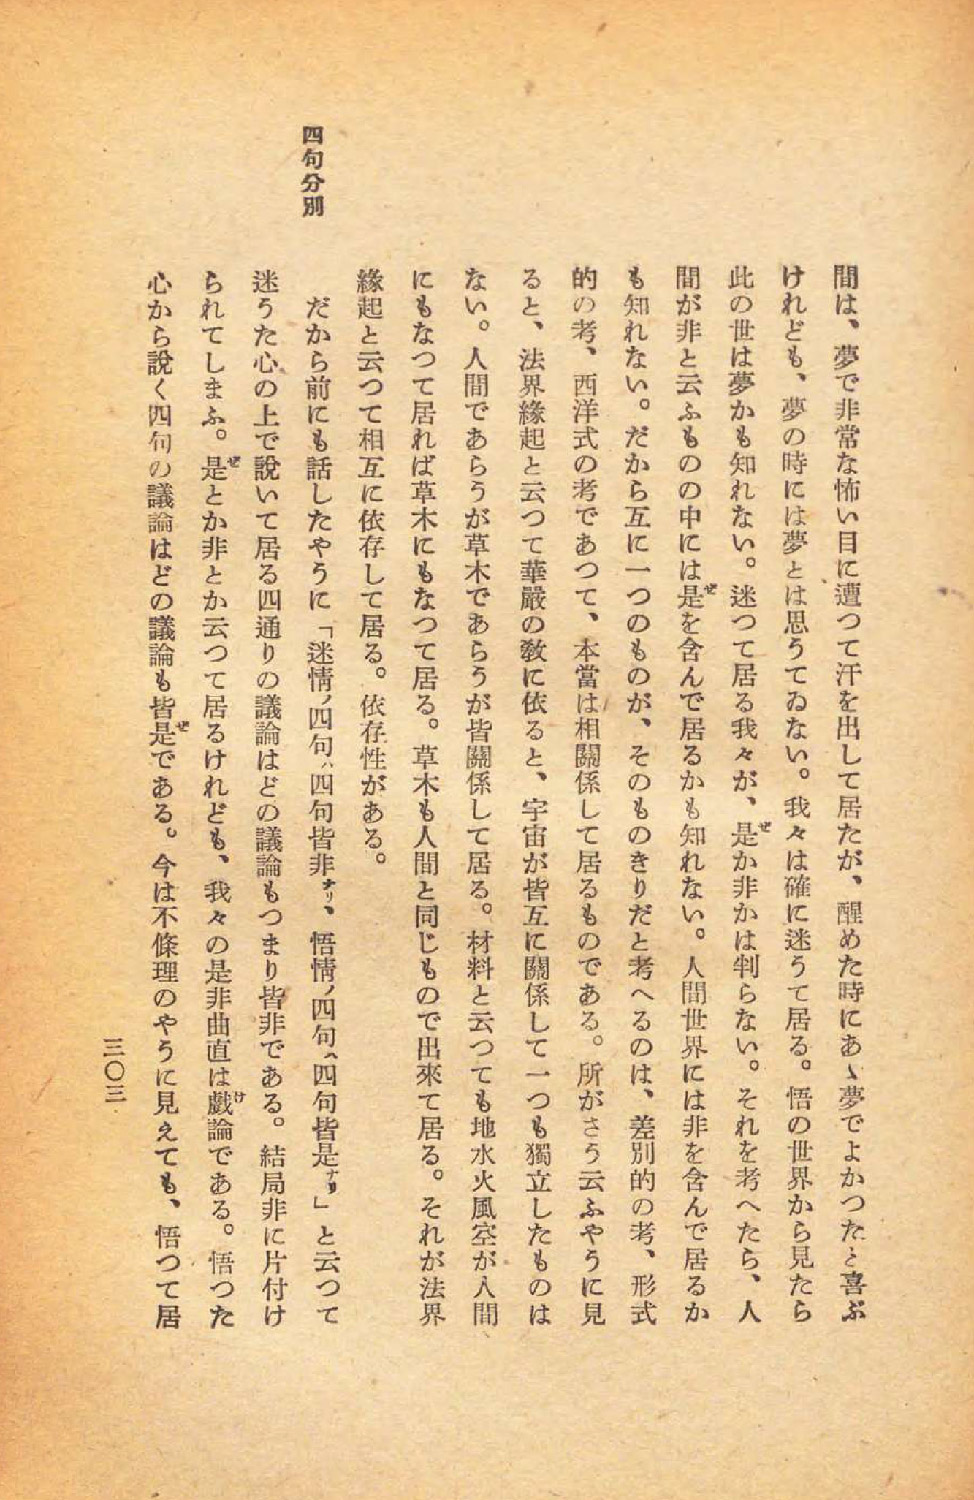 間は、夢で非常な怖い目に遭つて汗を出して居たが、醒めた時にあゝ夢でよかつたと喜ぶ
けれども、夢の時には夢とは思うてゐない。我々は確に迷うて居る。悟の世界から見たら
此の世は夢かも知れない。迷つて居る我々が、是ぜか非かは判らない。それを考へたら、人
間が非と云ふものの中には是ぜを含んで居るかも知れない。人間世界には非を含んで居るか
も知れない。だから互に一つのものが、そのものきりだと考へるのは、差別的の考、形式
的の考、西洋式の考であつて、本當は相關係して居るものである。所がさう云ふやうに見
ると、法界緣起と云つて華嚴の敎に依ると、宇宙が皆互に關係して一つも獨立したものは
ない。人間であらうが草木であらうが皆關係して居る。材料と云つても地水火風空が人間
にもなつて居れば草木にもなつて居る。草木も人間と同じもので出來て居る。それが法界
緣起と云つて相互に依存して居る。依存性がある。
四句分別
だから前にも話したやうに「迷情ノ四句ハ四句皆非ナリ、悟情ノ四句ハ四句皆是ナリ」と云つて
迷うた心の上で說いて居る四通りの議論はどの議論もつまり皆非である。結局非に片付け
られてしまふ。是ぜとか非とか云つて居るけれども、我々の是非曲直は戲け論である。悟つた
心から說く四句の議論はどの議論も皆是ぜである。今は不條理のやうに見えても、悟つて居
三〇三